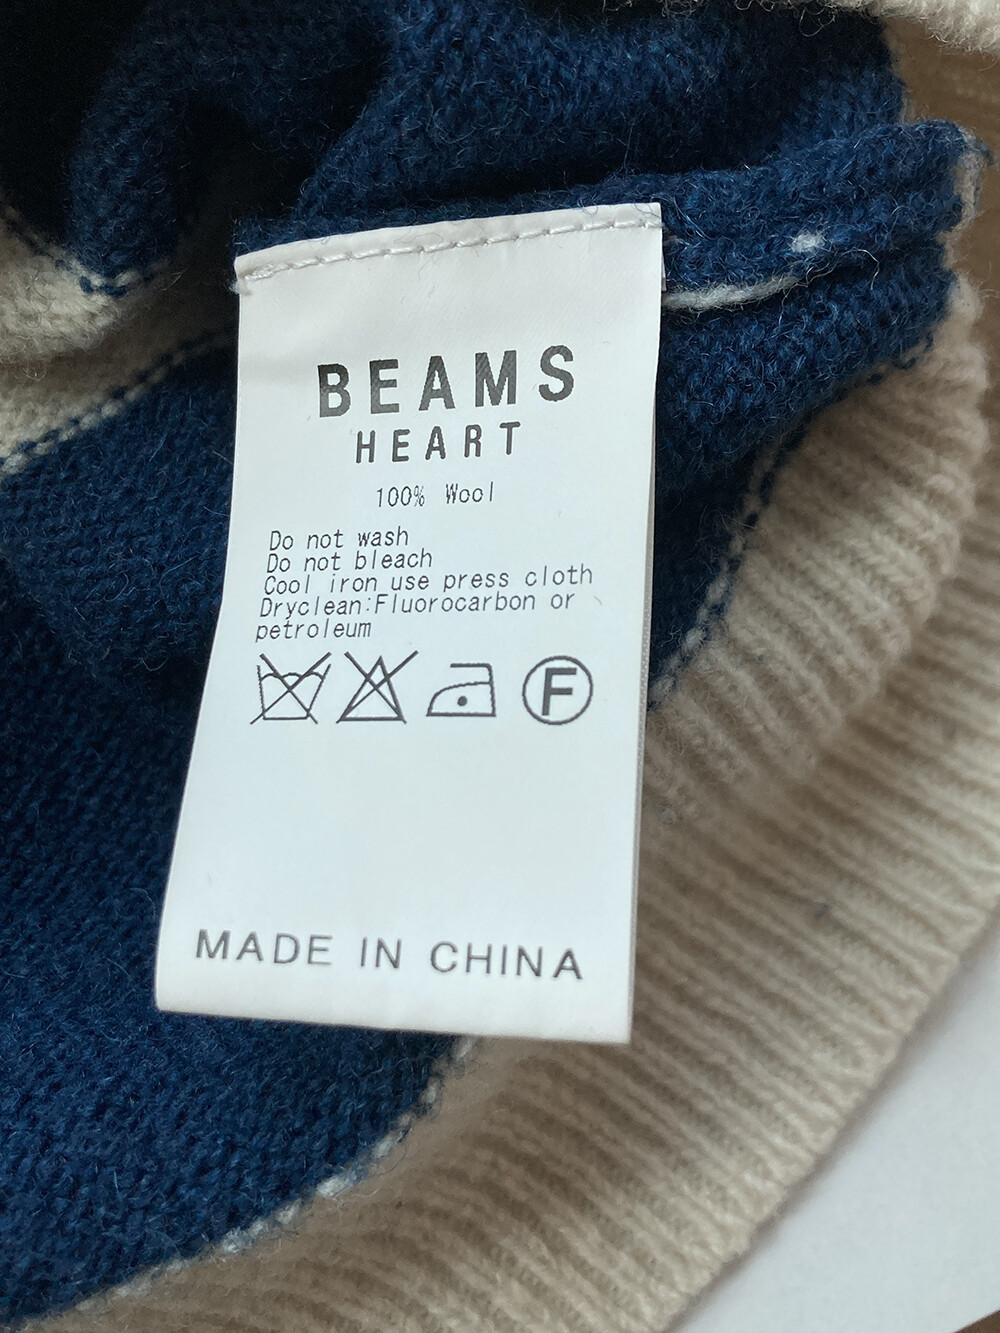 BEAMS
HEART
100% Wool
Do not wash
Do not bleach
Cool iron use press cloth
Dryclean:Fluorocarbon or
petroleum
F
MADE IN CHINA